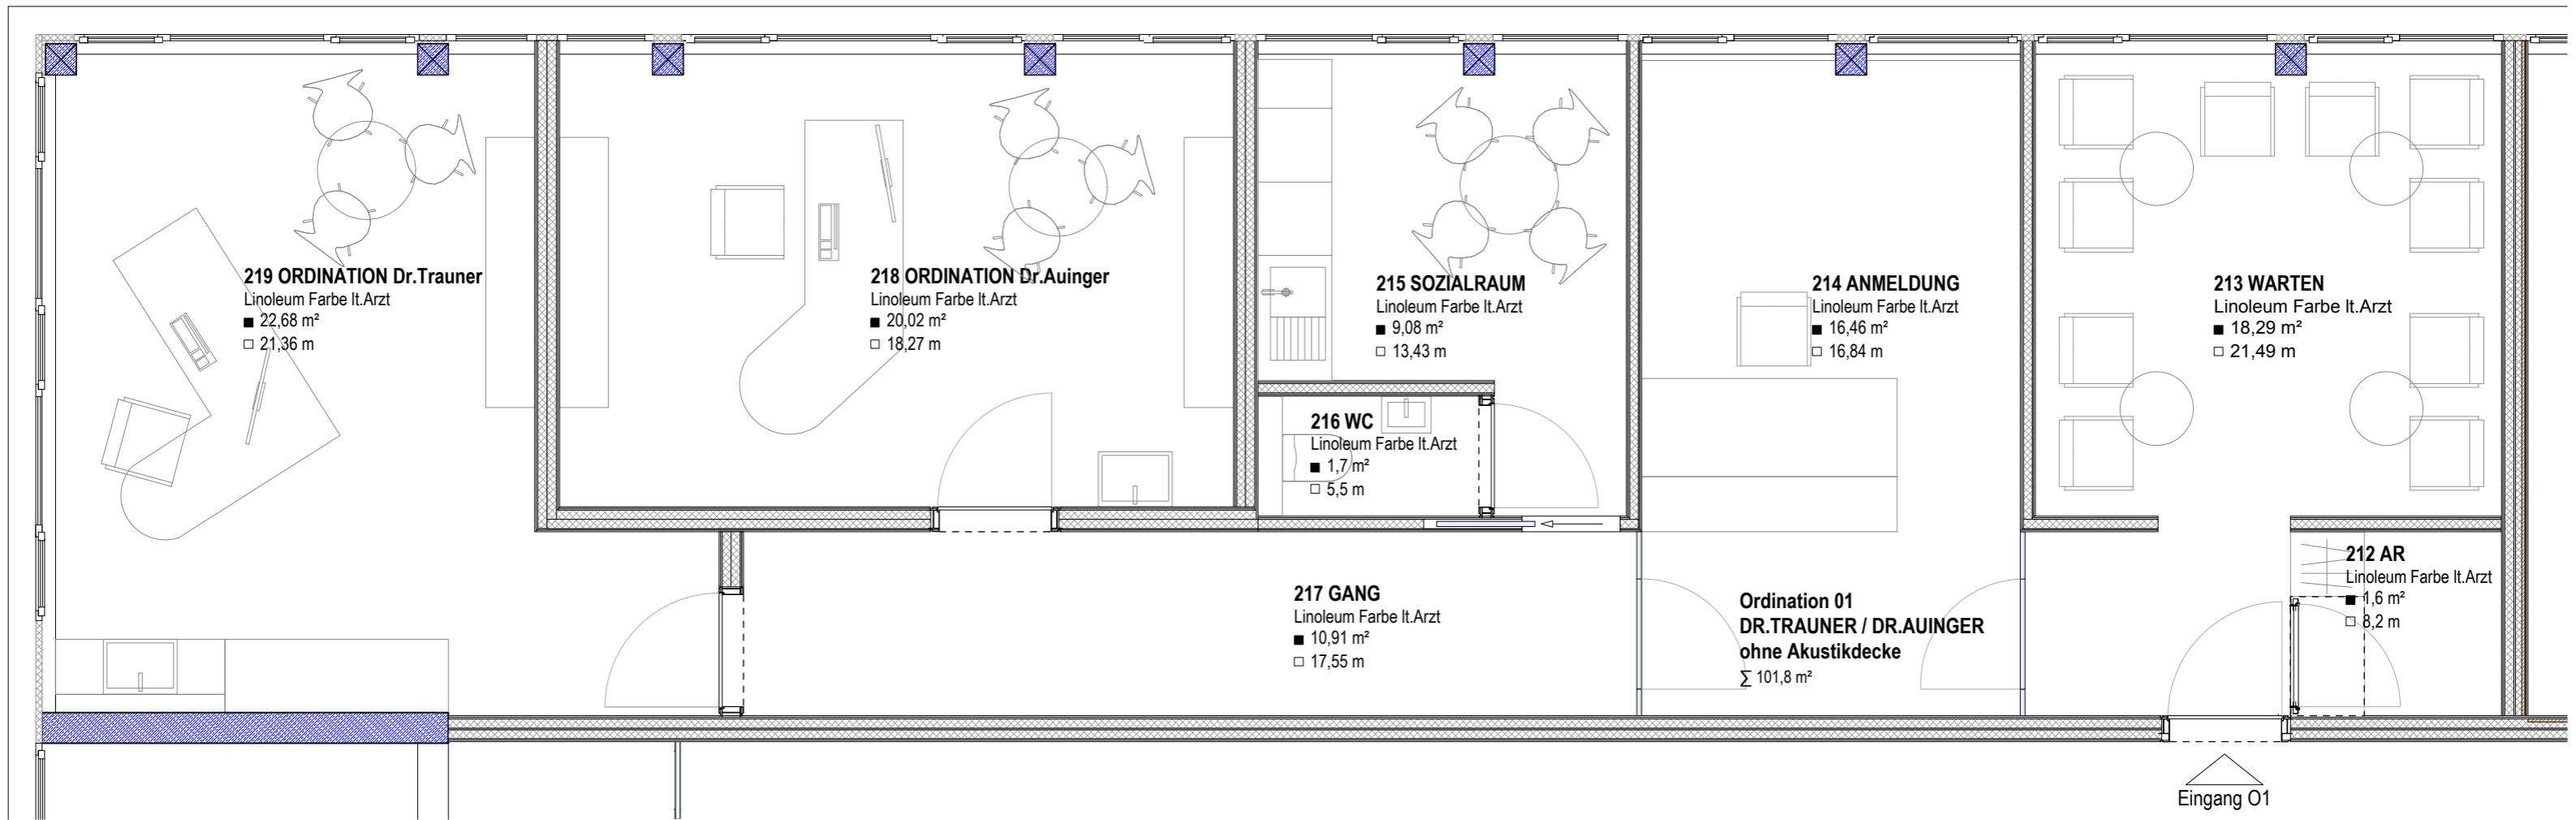 219 ORDINATION Dr.Trauner
Linoleum Farbe lt.Arzt
■ 22,68 m²
□ 21,36 m
218 ORDINATION Dr.Auinger
Linoleum Farbe lt.Arzt
■ 20,02 m²
□ 18,27 m
215 SOZIALRAUM
Linoleum Farbe lt.Arzt
■ 9,08 m²
□ 13,43 m
214 ANMELDUNG
Linoleum Farbe lt.Arzt
■ 16,46 m²
□ 16,84 m
213 WARTEN
Linoleum Farbe lt.Arzt
■ 18,29 m²
□ 21,49 m
216 WC
Linoleum Farbe lt.Arzt
■ 1,7 m²
□ 5,5 m
217 GANG
Linoleum Farbe lt.Arzt
■ 10,91 m²
□ 17,55 m
Ordination 01
DR.TRAUNER / DR.AUINGER
ohne Akustikdecke
∑ 101,8 m²
212 AR
Linoleum Farbe lt.Arzt
■ 1,6 m²
□ 8,2 m
Eingang O1